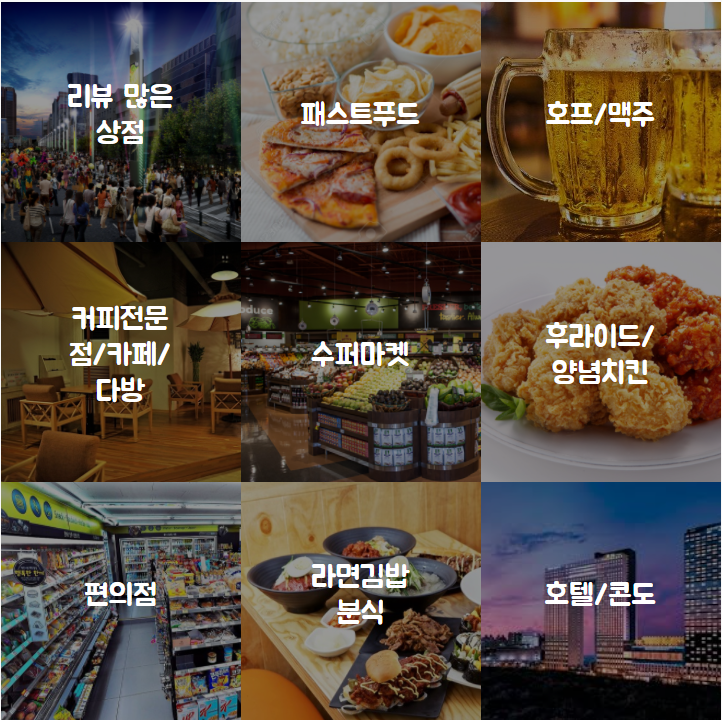 리뷰 많은
상점
패스트푸드
호프/맥주
커피전문
점/카페/
다방
수퍼마켓
후라이드/
양념치킨
편의점
라면김밥
분식
호텔/콘도